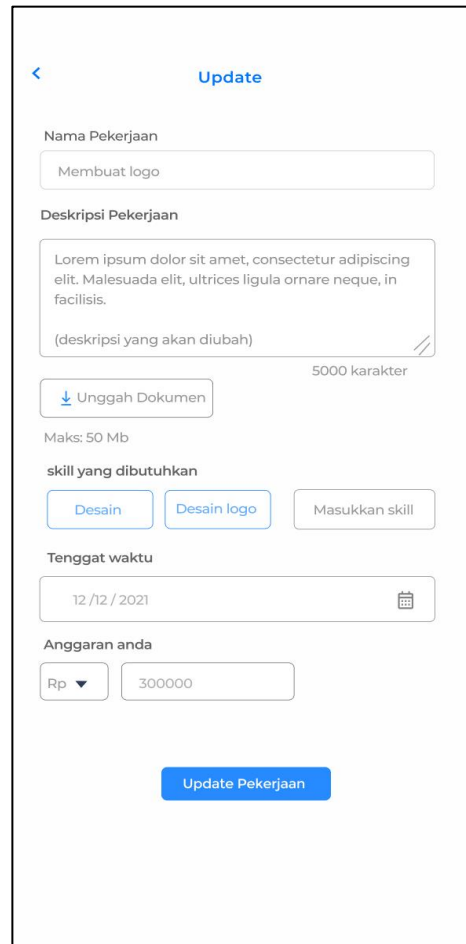 Update
Nama Pekerjaan
Membuat logo
Deskripsi Pekerjaan
Lorem ipsum dolor sit amet, consectetur adipiscing
elit. Malesuada elit, ultrices ligula ornare neque, in
facilisis.
(deskripsi yang akan diubah)
5000 karakter
Unggah Dokumen
Maks: 50 Mb
skill yang dibutuhkan
Desain Desain logo Masukkan skill
Tenggat waktu
12 /12 / 2021
Anggaran anda
Rp 300000
Update Pekerjaan